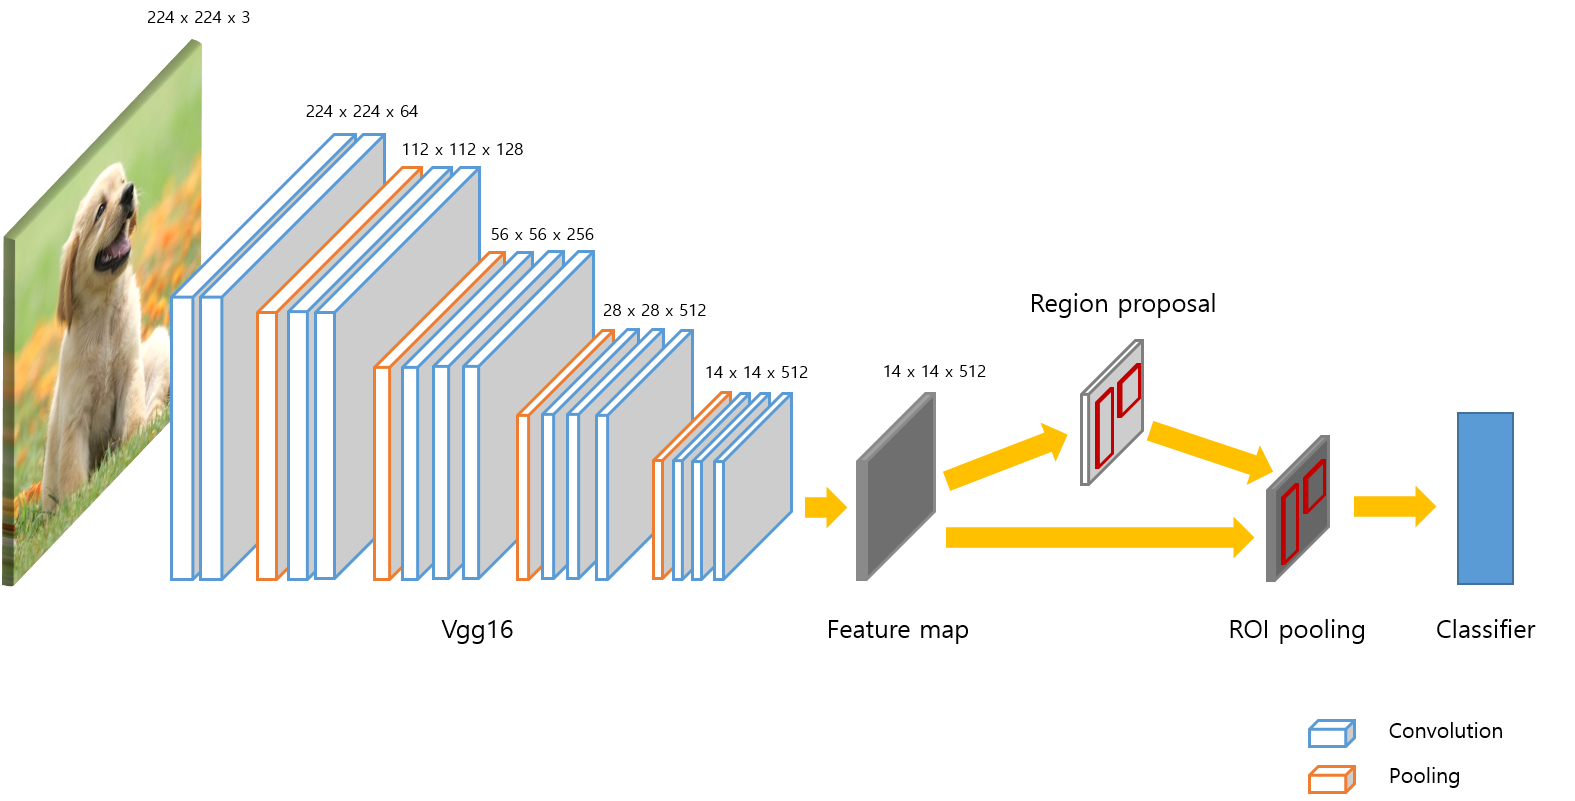 224 x 224 x 3
224 x 224 x 64
112 x 112 x 128
56 x 56 x 256
28 x 28 x 512
14 x 14 x 512
14 x 14 x 512
Region proposal
Vgg16
Feature map
ROI pooling
Classifier
Convolution
Pooling